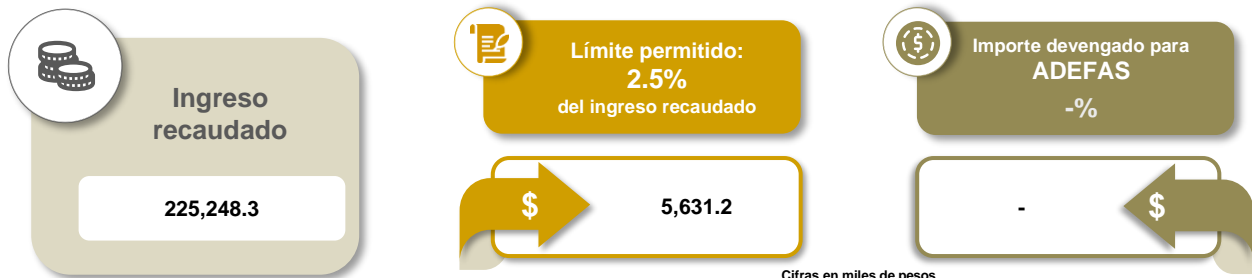 Ingreso
recaudado
225,248.3
Límite permitido:
2.5%
del ingreso recaudado
$
5,631.2
Importe devengado para
ADEFAS
-%
-
$
Cifras en miles de pesos